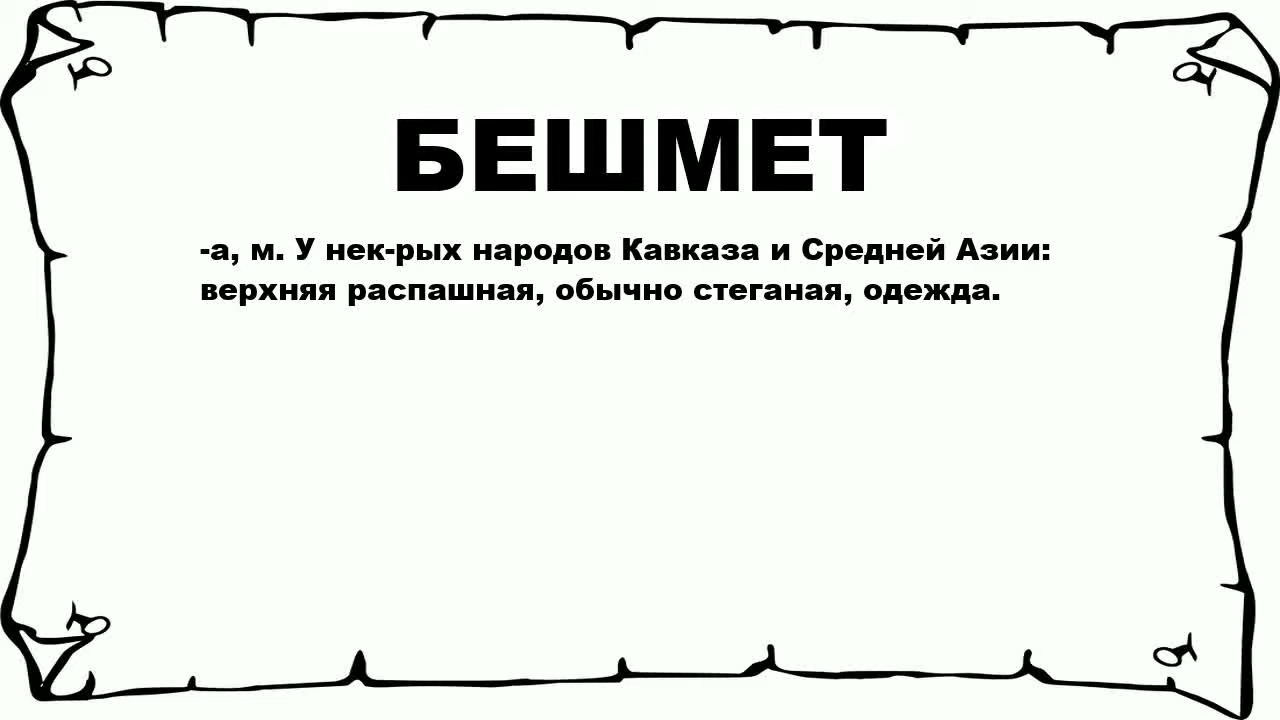 БЕШМЕТ
-а, м. У нек-рых народов Кавказа и Средней Азии:
верхняя распашная, обычно стеганая, одежда.